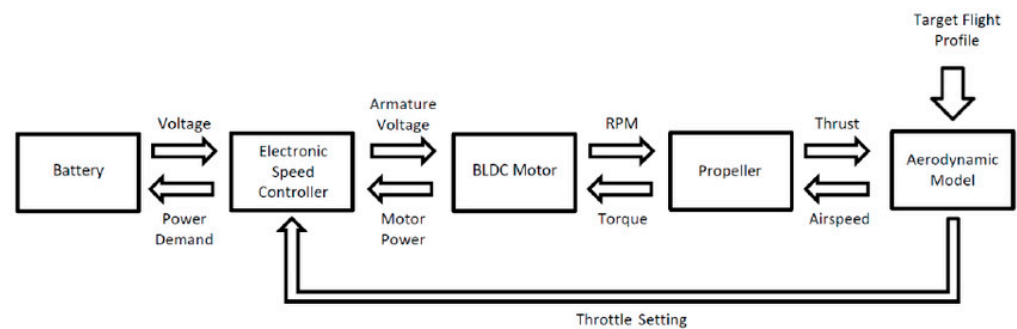 Target Flight
Profile
Voltage
Armature
Voltage
RPM
Thrust
Battery
Electronic
Speed
Controller
BLDC Motor
Propeller
Aerodynamic
Model
Power
Demand
Motor
Power
Torque
Airspeed
Throttle Setting